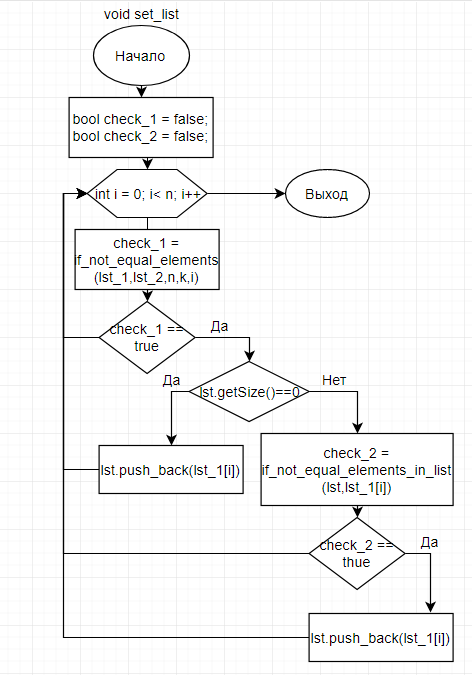 void set_list
Начало
bool check_1 = false;
bool check_2 = false;
int i = 0; i< n; i++
Выход
check_1 =
if_not_equal_elements
(lst_1,lst_2,n,k,i)
check_1 ==
true
Да
lst.getSize()==0
Да
Нет
lst.push_back(lst_1[i])
check_2 =
if_not_equal_elements_in_list
(lst,lst_1[i])
check_2 ==
thue
Да
lst.push_back(lst_1[i])